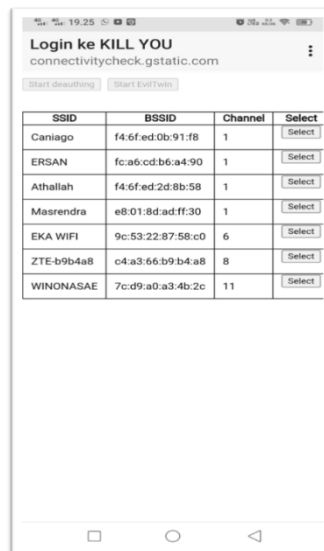 19.25
Login ke KILL YOU
connectivitycheck.gstatic.com
Start deauthing Start EvilTwin
SSID BSSID Channel Select
Caniago f4:6f:ed:0b:91:f8 1 Select
ERSAN fc:a6:cd:b6:a4:90 1 Select
Athallah f4:6f:ed:2d:8b:58 1 Select
Masrendra e8:01:8d:ad:ff:30 1 Select
EKA WIFI 9c:53:22:87:58:c0 6 Select
ZTE-b9b4a8 c4:a3:66:b9:b4:a8 8 Select
WINONASAE 7c:d9:a0:a3:4b:2c 11 Select